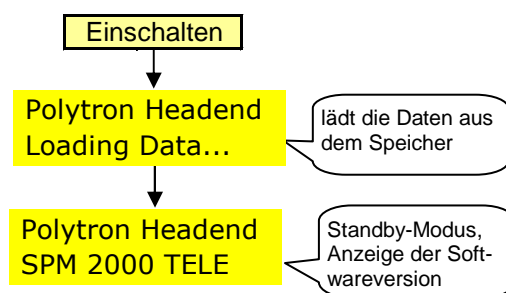 Einschalten
Polytron Headend
Loading Data...
lädt die Daten aus
dem Speicher
Polytron Headend
SPM 2000 TELE
Standby-Modus,
Anzeige der Soft-
wareversion